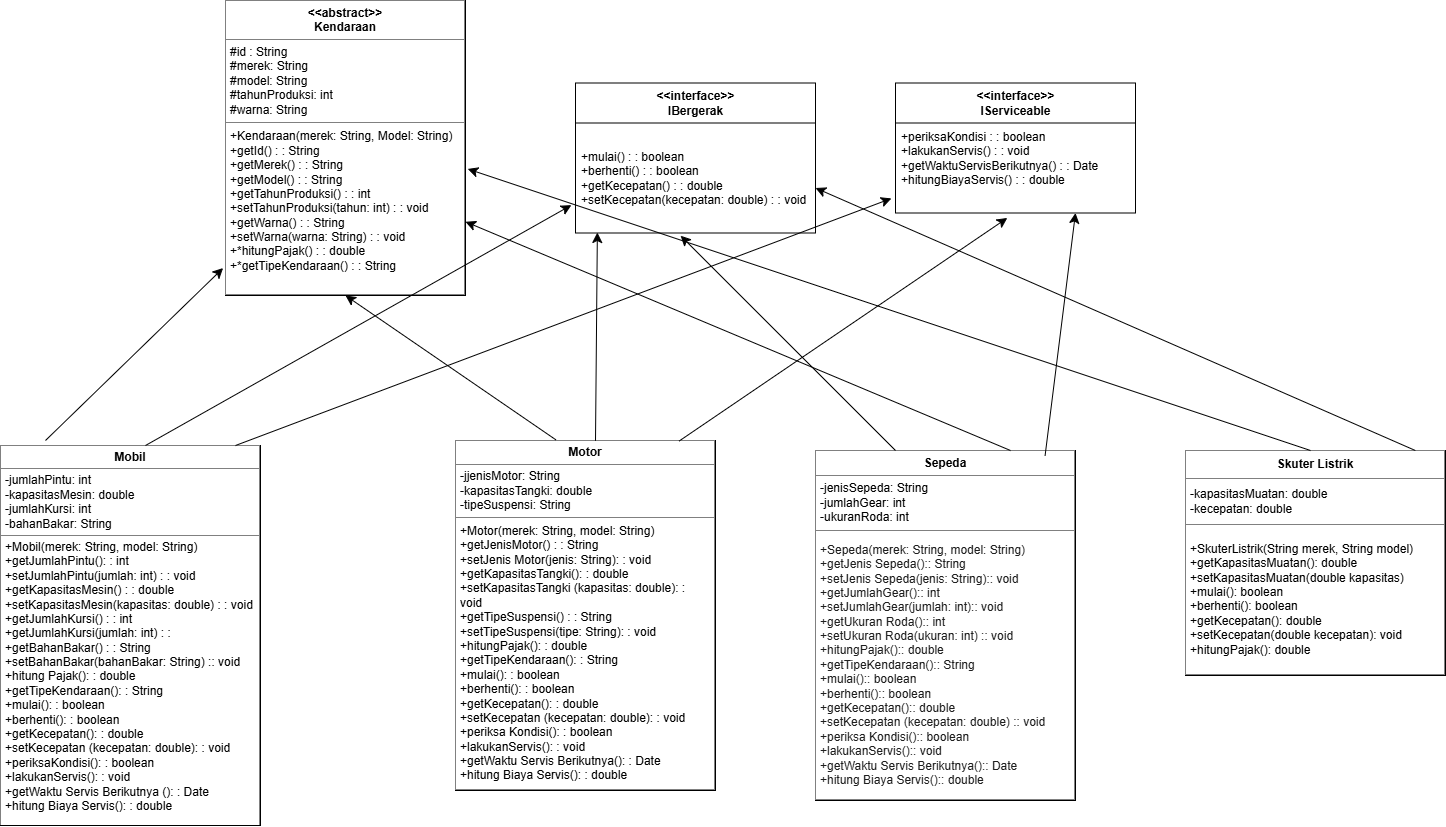 <<abstract>>
Kendaraan
#id : String
#merek: String
#model: String
#tahunProduksi: int
#warna: String
+Kendaraan(merek: String, Model: String)
+getId() : : String
+getMerek() : : String
+getModel() : : String
+getTahunProduksi() : : int
+setTahunProduksi(tahun: int) : : void
+getWarna() : : String
+setWarna(warna: String) : : void
+*hitungPajak() : : double
+*getTipeKendaraan() : : String
<<interface>>
IBergerak
+mulai() : : boolean
+berhenti() : : boolean
+getKecepatan() : : double
+setKecepatan(kecepatan: double) : : void
<<interface>>
IServiceable
+periksaKondisi : : boolean
+lakukanServis() : : void
+getWaktuServisBerikutnya() : : Date
+hitungBiayaServis() : : double
Mobil
-jumlahPintu: int
-kapasitasMesin: double
-jumlahKursi: int
-bahanBakar: String
+Mobil(merek: String, model: String)
+getJumlahPintu(): : int
+setJumlahPintu(jumlah: int) : : void
+getKapasitasMesin() : : double
+setKapasitasMesin(kapasitas: double) : : void
+getJumlahKursi() : : int
+getJumlahKursi(jumlah: int) : :
+getBahanBakar() : : String
+setBahanBakar(bahanBakar: String) :: void
+hitung Pajak(): : double
+getTipeKendaraan(): : String
+mulai(): : boolean
+berhenti(): : boolean
+getKecepatan(): : double
+setKecepatan (kecepatan: double): : void
+periksaKondisi(): : boolean
+lakukanServis(): : void
+getWaktu Servis Berikutnya (): : Date
+hitung Biaya Servis(): : double
Motor
-jjenisMotor: String
-kapasitasTangki: double
-tipeSuspensi: String
+Motor(merek: String, model: String)
+getJenisMotor() : : String
+setJenis Motor(jenis: String): : void
+getKapasitasTangki(): : double
+setKapasitasTangki (kapasitas: double): :
void
+getTipeSuspensi() : : String
+setTipeSuspensi(tipe: String): : void
+hitungPajak(): : double
+getTipeKendaraan() : : String
+mulai(): : boolean
+berhenti(): : boolean
+getKecepatan(): : double
+setKecepatan (kecepatan: double): : void
+periksa Kondisi(): : boolean
+lakukanServis(): : void
+getWaktu Servis Berikutnya(): : Date
+hitung Biaya Servis(): : double
Sepeda
-jenisSepeda: String
-jumlahGear: int
-ukuranRoda: int
+Sepeda(merek: String, model: String)
+getJenis Sepeda():: String
+setJenis Sepeda(jenis: String):: void
+getJumlahGear():: int
+setJumlahGear(jumlah: int):: void
+getUkuran Roda():: int
+setUkuran Roda(ukuran: int) :: void
+hitungPajak():: double
+getTipeKendaraan():: String
+mulai():: boolean
+berhenti():: boolean
+getKecepatan():: double
+setKecepatan (kecepatan: double) :: void
+periksa Kondisi():: boolean
+lakukanServis():: void
+getWaktu Servis Berikutnya():: Date
+hitung Biaya Servis():: double
Skuter Listrik
-kapasitasMuatan: double
-kecepatan: double
+SkuterListrik(String merek, String model)
+getKapasitasMuatan(): double
+setKapasitasMuatan(double kapasitas)
+mulai(): boolean
+berhenti(): boolean
+getKecepatan(): double
+setKecepatan(double kecepatan): void
+hitungPajak(): double